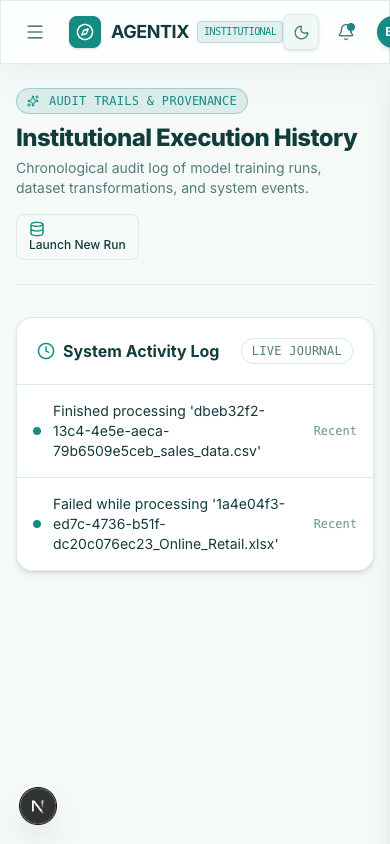 AGENTIX
INSTITUTIONAL
AUDIT TRAILS & PROVENANCE
Institutional Execution History
Chronological audit log of model training runs,
dataset transformations, and system events.
Launch New Run
System Activity Log
LIVE JOURNAL
Finished processing 'dbeb32f2-
13c4-4e5e-aeca-
79b6509e5ceb_sales_data.csv'
Recent
Failed while processing '1a4e04f3-
ed7c-4736-b51f-
dc20c076ec23_Online_Retail.xlsx'
Recent
N